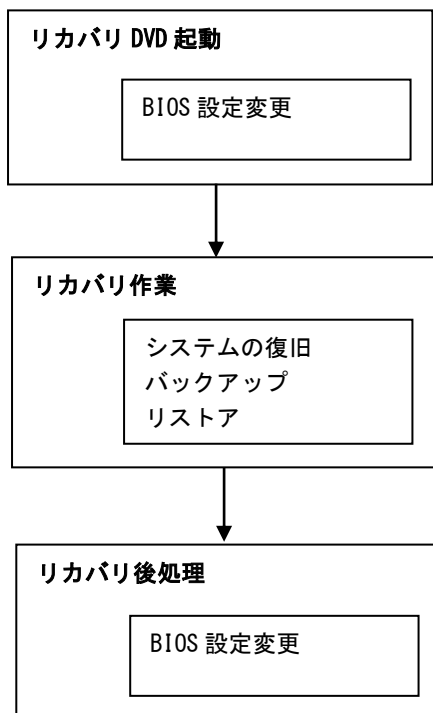 リカバリ DVD 起動
BIOS 設定変更
リカバリ作業
システムの復旧
バックアップ
リストア
リカバリ後処理
BIOS 設定変更